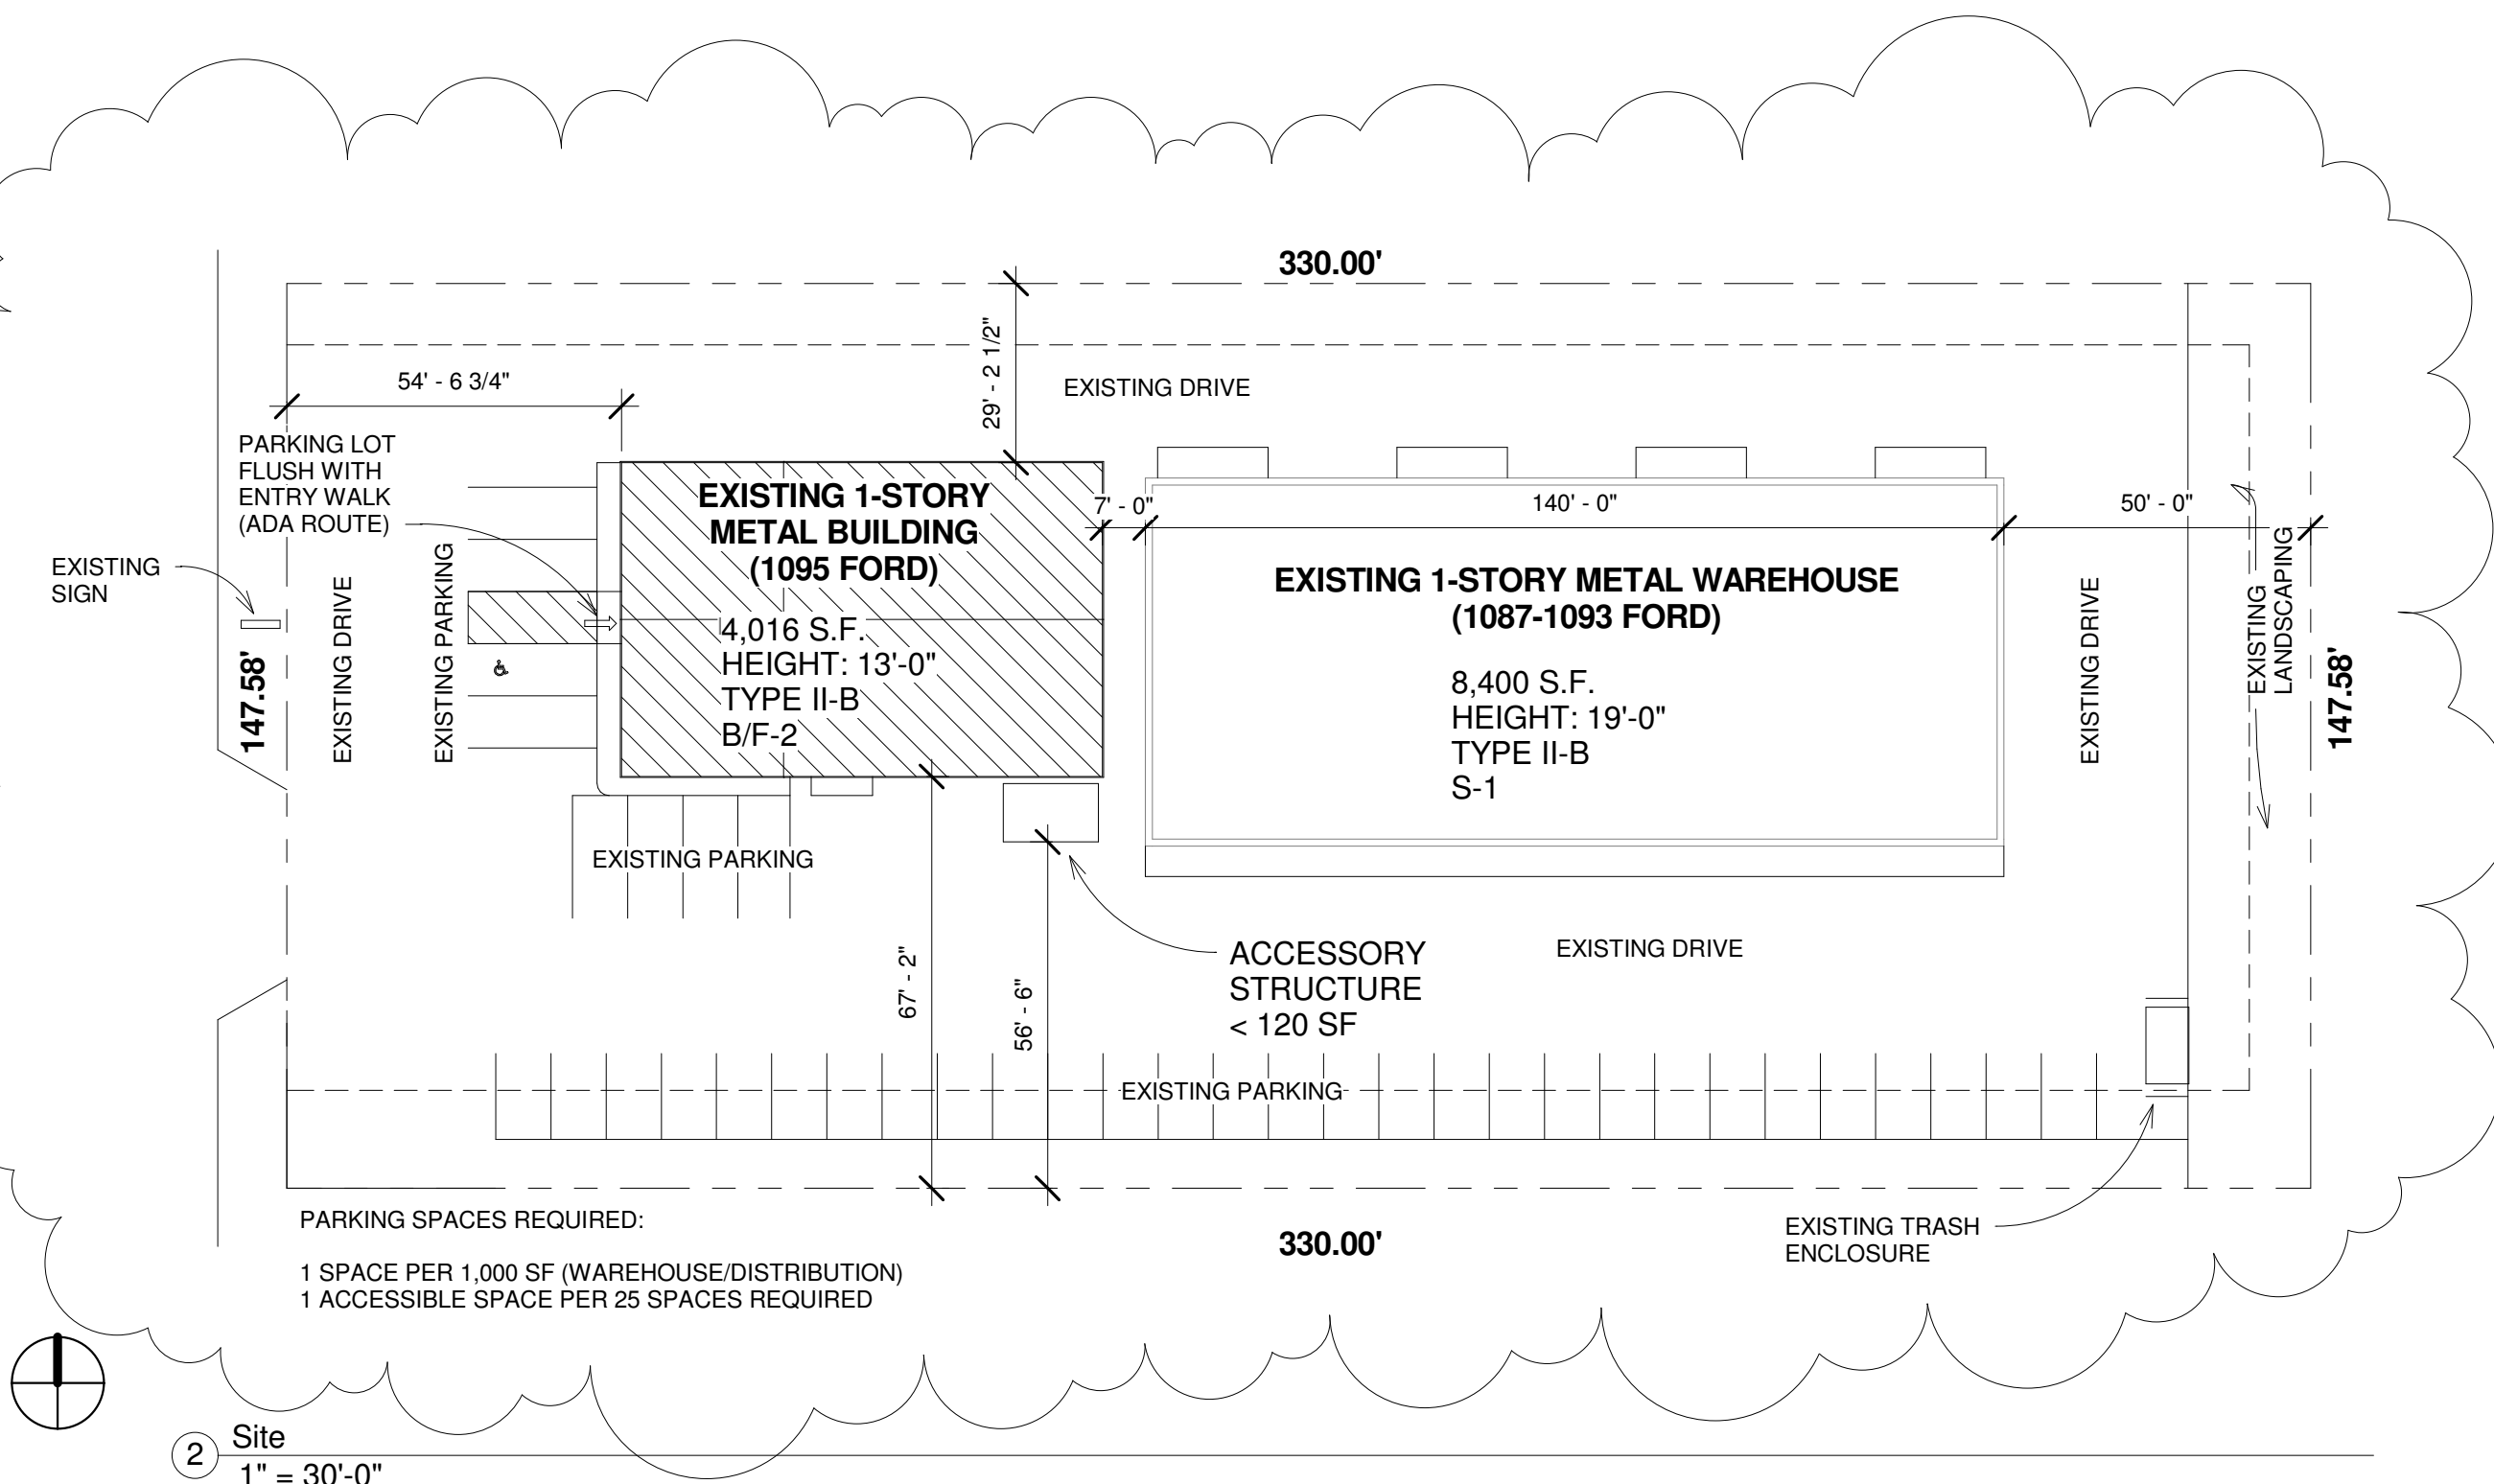 330.00'
29' - 2 1/2"
EXISTING DRIVE
54' - 6 3/4"
PARKING LOT
FLUSH WITH
ENTRY WALK
(ADA ROUTE)
EXISTING
SIGN
147.58'
EXISTING DRIVE
EXISTING PARKING
EXISTING 1-STORY
METAL BUILDING
(1095 FORD)
4,016 S.F.
HEIGHT: 13'-0"
TYPE II-B
B/F-2
7' - 0"
140' - 0"
50' - 0"
EXISTING 1-STORY METAL WAREHOUSE
(1087-1093 FORD)
8,400 S.F.
HEIGHT: 19'-0"
TYPE II-B
S-1
EXISTING DRIVE
EXISTING
LANDSCAPING
147.58'
EXISTING PARKING
67' - 2"
56' - 6"
ACCESSORY
STRUCTURE
< 120 SF
EXISTING DRIVE
EXISTING PARKING
PARKING SPACES REQUIRED:
1 SPACE PER 1,000 SF (WAREHOUSE/DISTRIBUTION)
1 ACCESSIBLE SPACE PER 25 SPACES REQUIRED
330.00'
EXISTING TRASH
ENCLOSURE
2
Site
1" = 30'-0"